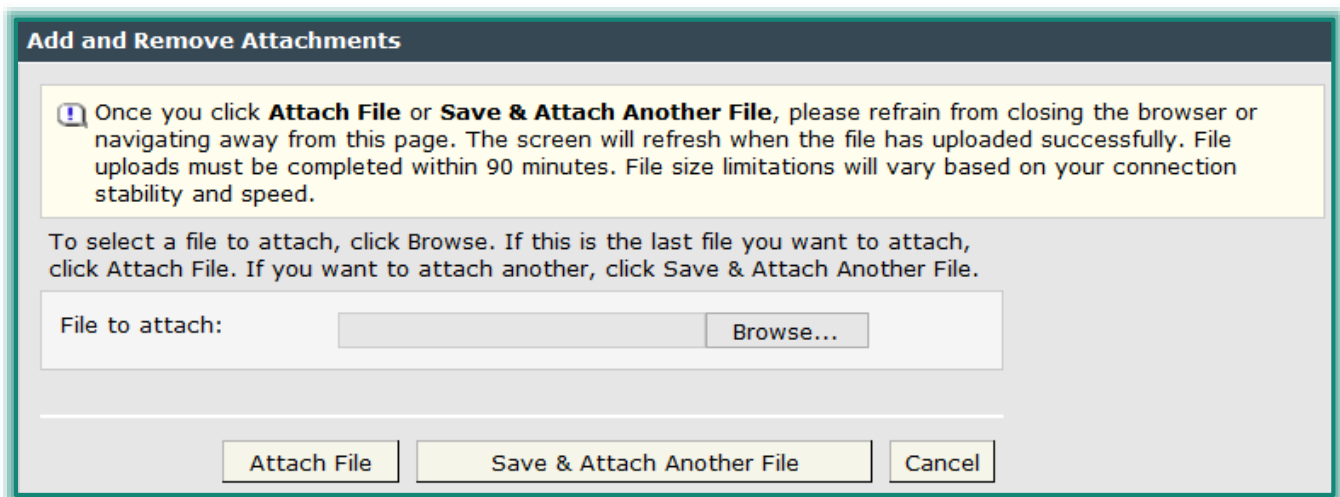 Add and Remove Attachments
Once you click Attach File or Save & Attach Another File, please refrain from closing the browser or
navigating away from this page. The screen will refresh when the file has uploaded successfully. File
uploads must be completed within 90 minutes. File size limitations will vary based on your connection
stability and speed.
To select a file to attach, click Browse. If this is the last file you want to attach,
click Attach File. If you want to attach another, click Save & Attach Another File.
File to attach: Browse...
Attach File Save & Attach Another File Cancel